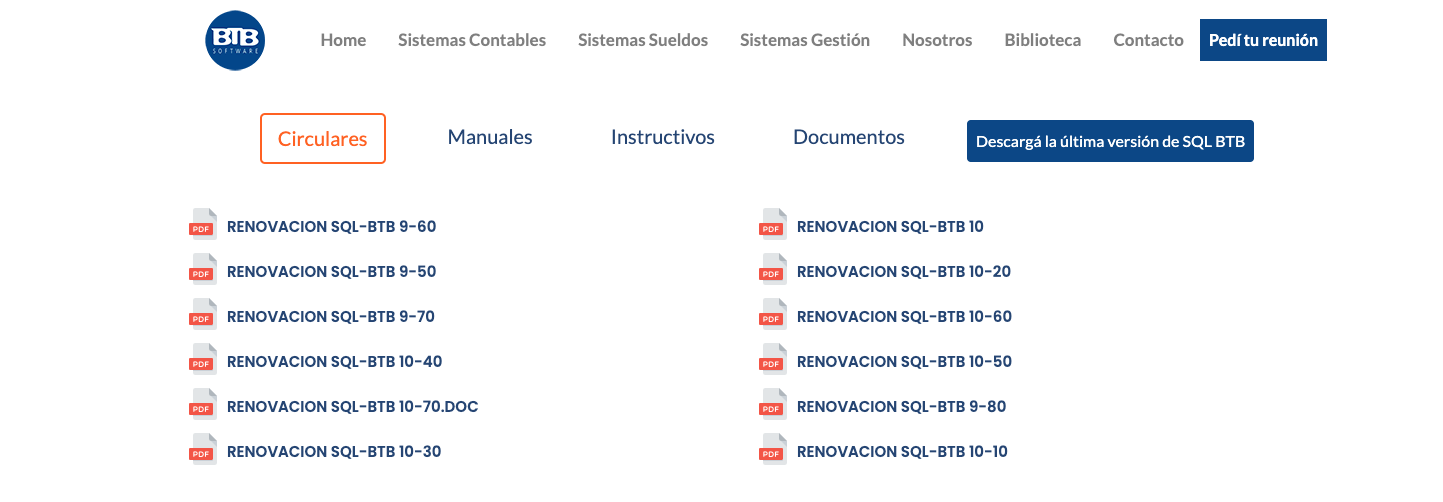 BTB
SOFTWARE
Home
Sistemas Contables
Sistemas Sueldos
Sistemas Gestión
Nosotros
Biblioteca
Contacto
Pedí tu reunión
Circulares
Manuales
Instructivos
Documentos
Descargá la última versión de SQL BTB
PDF RENOVACION SQL-BTB 9-60
PDF RENOVACION SQL-BTB 10
PDF RENOVACION SQL-BTB 9-50
PDF RENOVACION SQL-BTB 10-20
PDF RENOVACION SQL-BTB 9-70
PDF RENOVACION SQL-BTB 10-60
PDF RENOVACION SQL-BTB 10-40
PDF RENOVACION SQL-BTB 10-50
PDF RENOVACION SQL-BTB 10-70.DOC
PDF RENOVACION SQL-BTB 9-80
PDF RENOVACION SQL-BTB 10-30
PDF RENOVACION SQL-BTB 10-10